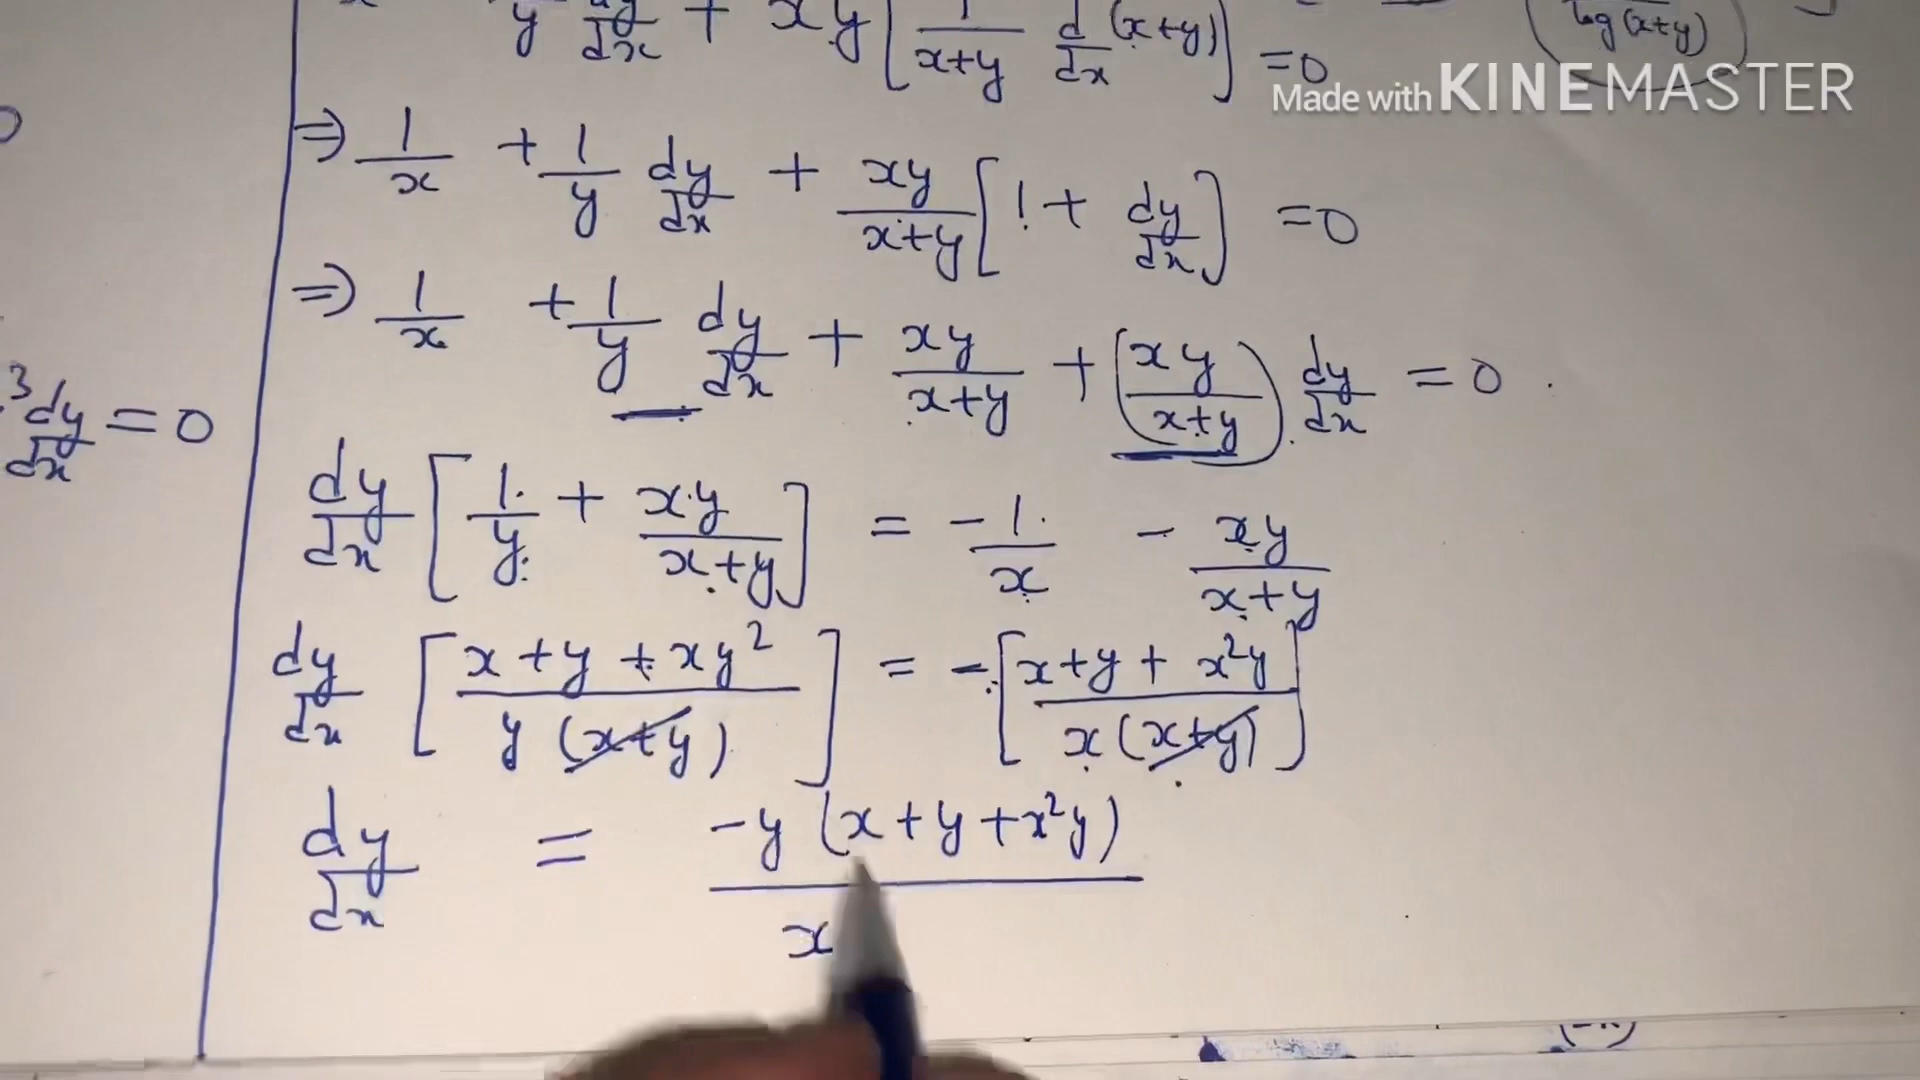 y dy/dx + xy [ 1/(x+y) d/dx (x+y) ] = 0
log(x+y)
Made with KINEMASTER
⇒ 1/x + 1/y dy/dx + xy/(x+y) [ 1 + dy/dx ] = 0
⇒ 1/x + 1/y dy/dx + xy/(x+y) + (xy/(x+y)) dy/dx = 0
3 dy/dx = 0
dy/dx [ 1/y + xy/(x+y) ] = - 1/x - xy/(x+y)
dy/dx [ (x+y+xy²)/(y(x+y)) ] = - [ (x+y+x²y)/(x(x+y)) ]
dy/dx = -y(x+y+x²y)/x